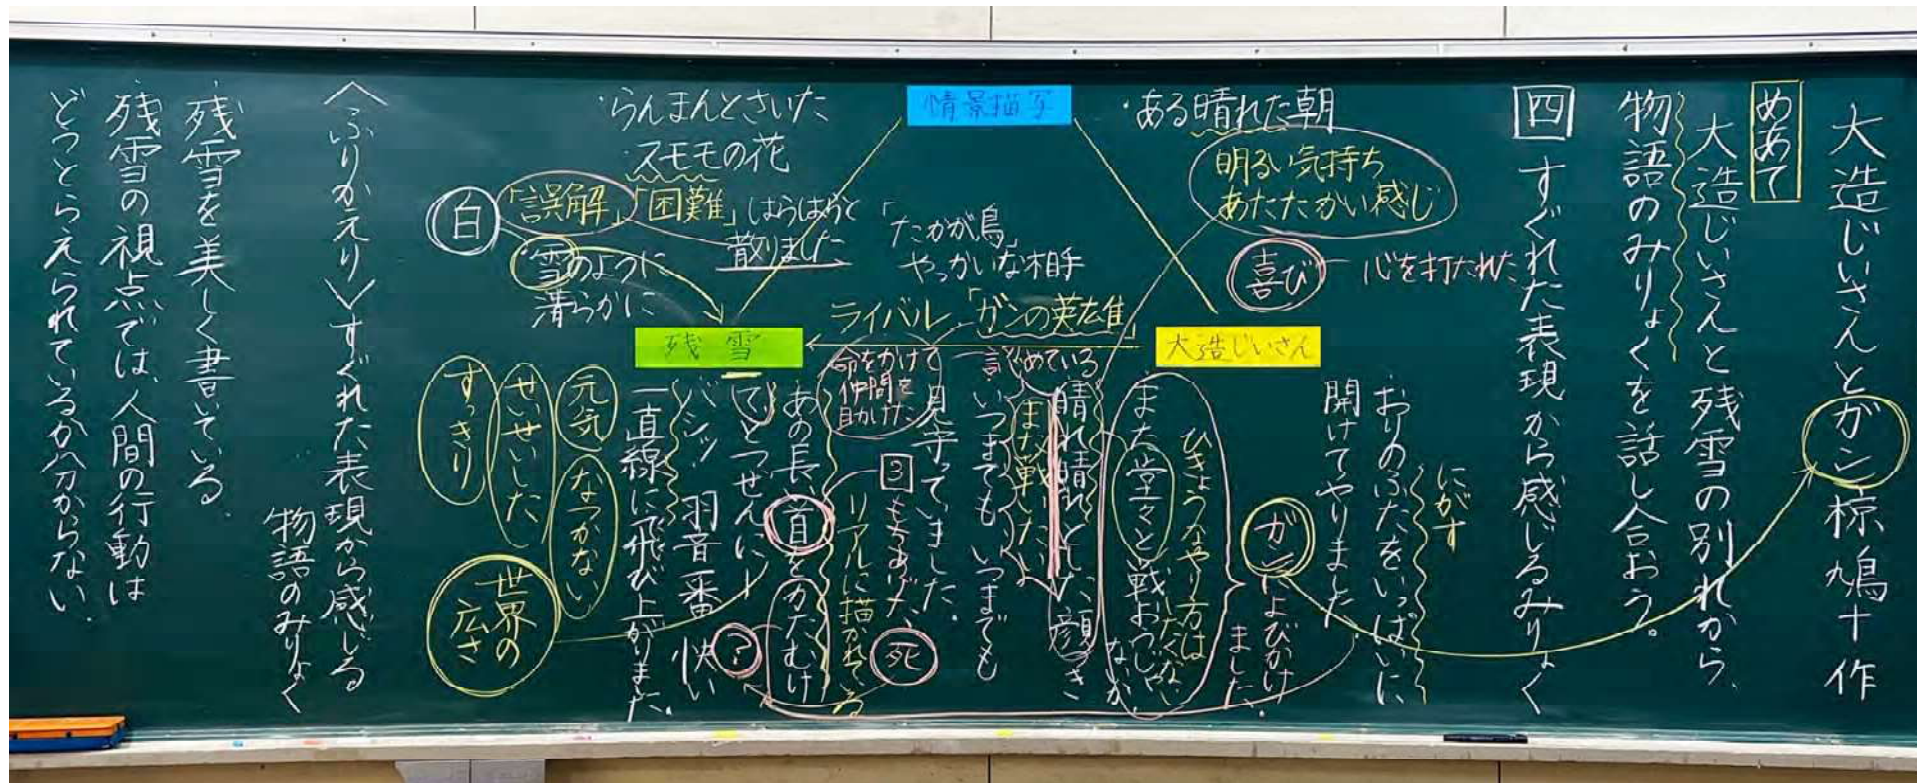 大造じいさんとガン 椋鳩十 作
めあて
大造じいさんと残雪の別れから、
物語のみりょくを話し合おう。
四 すぐれた表現から感じるみりょく
情景描写
・ある晴れた朝
明るい気持ち
あたたかい感じ
喜び
心を打たれた
大造じいさん
にがす
おりのふたをいっぱいに
開けてやりました。
ガン
よびかけ
ました。
ひきょうなやり方は
したくない
また堂々と戦おうじゃ
ないか。
晴れ晴れとした顔つき
また戦いたい
「たかが鳥」
やっかいな相手
ライバル
「ガンの英雄」
いつまでも いつまでも
見守っていました。
命をかけて
仲間を
助けた
3
リアルに描かれている
死
残雪
あの長い首をかたむけ
て、とつぜんに
バシッ!
羽音一番
快い
?
一直線に飛び上がりました。
・らんまんとさいた
スモモの花
「誤解」
「困難」
はらはらと
散りました
白
・雪のように
清らかに
元気
なつかない
せいせいした
すっきり
世界の
広さ
〈ふりかえり〉すぐれた表現から感じる
物語のみりょく
残雪を美しく書いている。
残雪の視点では、人間の行動は
どうとらえられているか分からない。